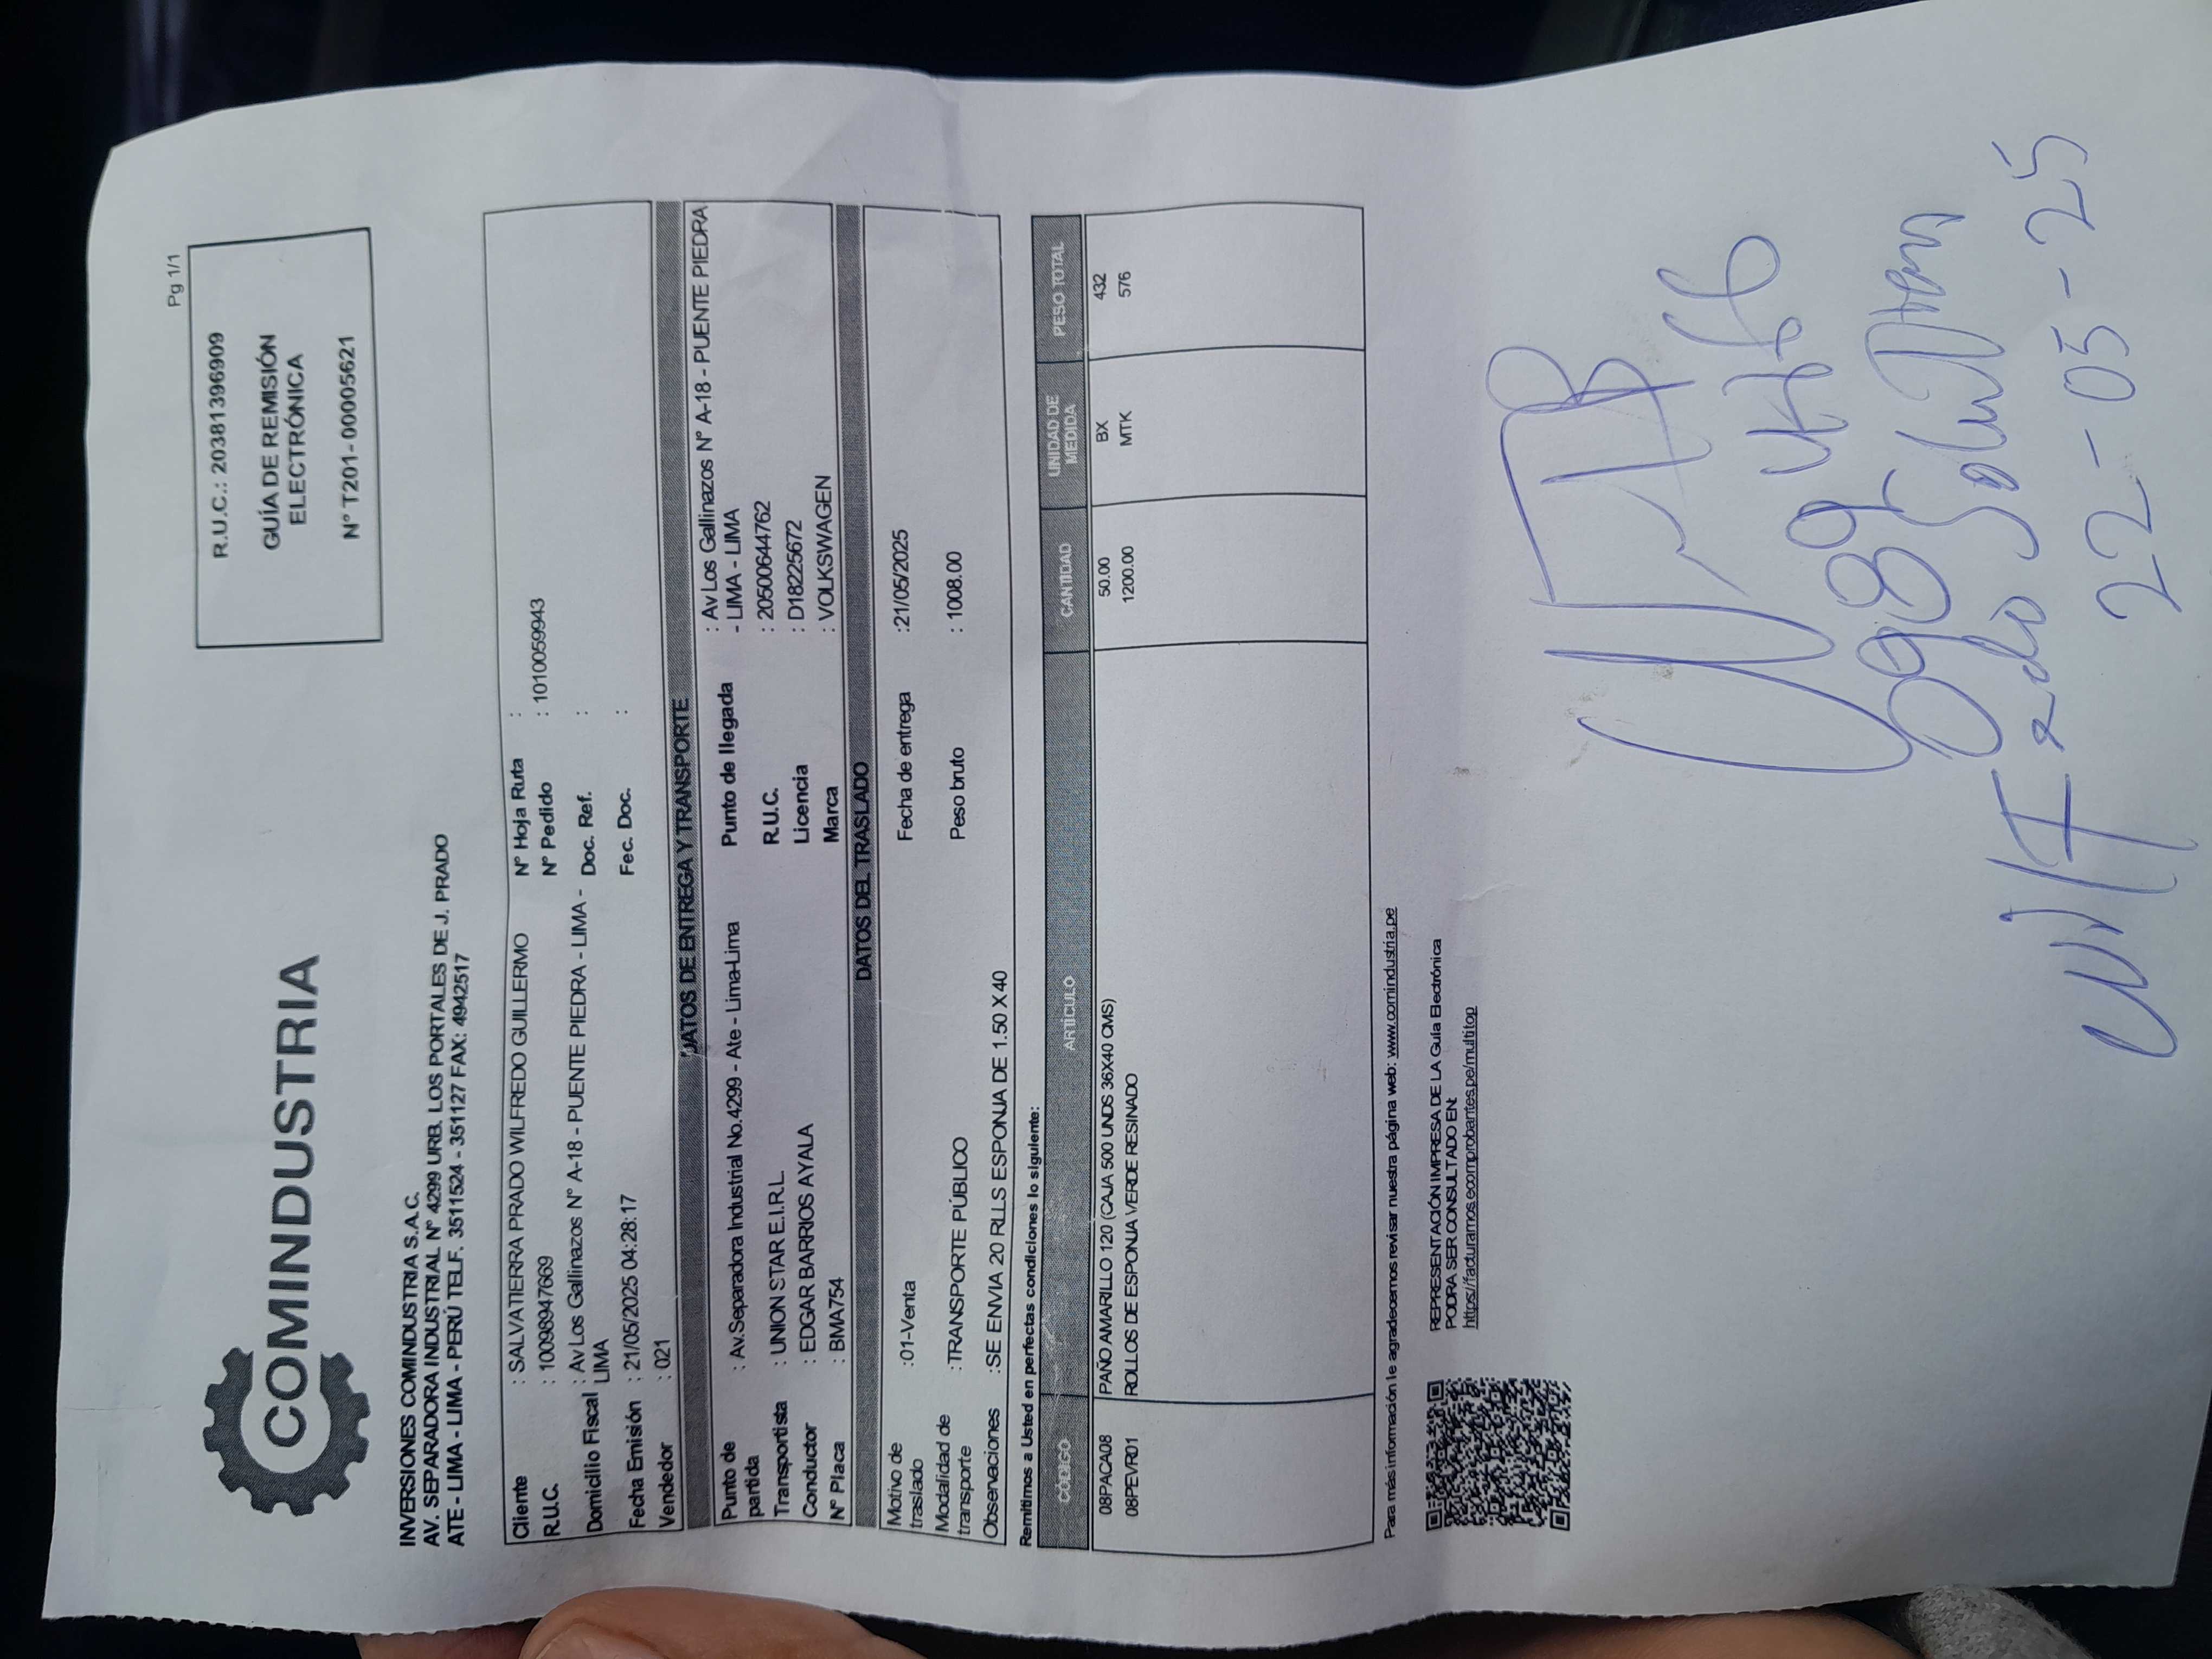 Pg 1/1
COMINDUSTRIA
R.U.C.: 20381396909
GUÍA DE REMISIÓN
ELECTRÓNICA
N° T201- 00005621
INVERSIONES COMINDUSTRIA S.A.C.
AV. SEPARADORA INDUSTRIAL N° 4299 URB. LOS PORTALES DE J. PRADO
ATE - LIMA - LIMA - PERÚ TELF. 3511524 - 351127 FAX: 4942517
Cliente : SALVATIERRA PRADO WILFREDO GUILLERMO N° Hoja Ruta :
R.U.C. : 10098947669 N° Pedido : 1010059943
Domicilio Fiscal : Av Los Gallinazos N° A-18 - PUENTE PIEDRA - LIMA - Doc. Ref. :
LIMA
Fecha Emisión : 21/05/2025 04:28:17 Fec. Doc. :
Vendedor : 021
DATOS DE ENTREGA Y TRANSPORTE
Punto de partida : Av.Separadora Industrial No.4299 - Ate - Lima-Lima Punto de llegada : Av Los Gallinazos N° A-18 - PUENTE PIEDRA
- LIMA - LIMA
Transportista : UNION STAR E.I.R.L. R.U.C. : 20500644762
Conductor : EDGAR BARRIOS AYALA Licencia : D18225672
N° Placa : BMA754 Marca : VOLKSWAGEN
DATOS DEL TRASLADO
Motivo de traslado :01-Venta Fecha de entrega :21/05/2025
Modalidad de transporte :TRANSPORTE PÚBLICO Peso bruto : 1008.00
Observaciones :SE ENVIA 20 RLLS ESPONJA DE 1.50 X 40
Remitimos a Usted en perfectas condiciones lo siguiente:
CÓDIGO ARTÍCULO CANTIDAD UNIDAD DE MEDIDA PESO TOTAL
08PACA08 PAÑO AMARILLO 120 (CAJA 500 UNDS 36X40 CMS) 50.00 BX 432
08PEVR01 ROLLOS DE ESPONJA VERDE RESINADO 1200.00 MTK 576
Para más información le agradecemos revisar nuestra página web: www.comindustria.pe
REPRESENTACIÓN IMPRESA DE LA Guía Electrónica
PODRA SER CONSULTADO EN:
https://facturamos.ecomprobantes.pe/multitop
22-05-25